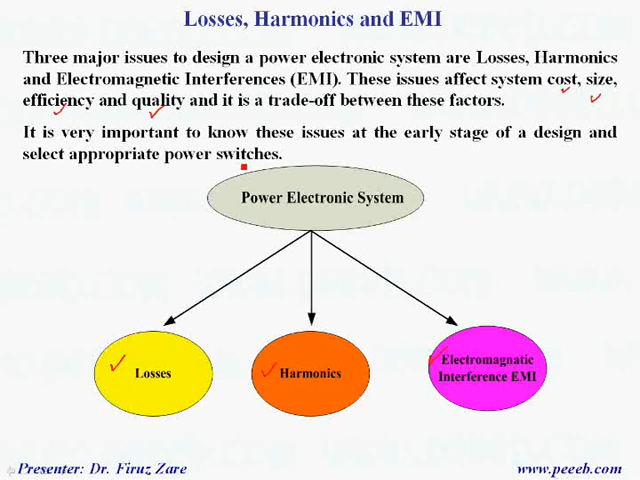 Losses, Harmonics and EMI
Three major issues to design a power electronic system are Losses, Harmonics
and Electromagnetic Interferences (EMI). These issues affect system cost, size,
efficiency and quality and it is a trade-off between these factors.
It is very important to know these issues at the early stage of a design and
select appropriate power switches.
Power Electronic System
Losses
Harmonics
Electromagnatic
Interference EMI
Presenter: Dr. Firuz Zare
www.peeeb.com